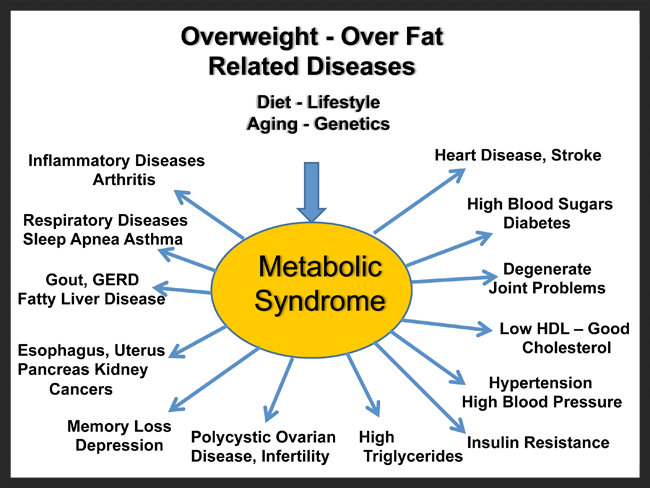 Overweight - Over Fat
Related Diseases
Diet - Lifestyle
Aging - Genetics
Inflammatory Diseases
Arthritis
Respiratory Diseases
Sleep Apnea Asthma
Gout, GERD
Fatty Liver Disease
Esophagus, Uterus
Pancreas Kidney
Cancers
Memory Loss
Depression
Metabolic
Syndrome
Polycystic Ovarian
Disease, Infertility
High
Triglycerides
Heart Disease, Stroke
High Blood Sugars
Diabetes
Degenerate
Joint Problems
Low HDL – Good
Cholesterol
Hypertension
High Blood Pressure
Insulin Resistance